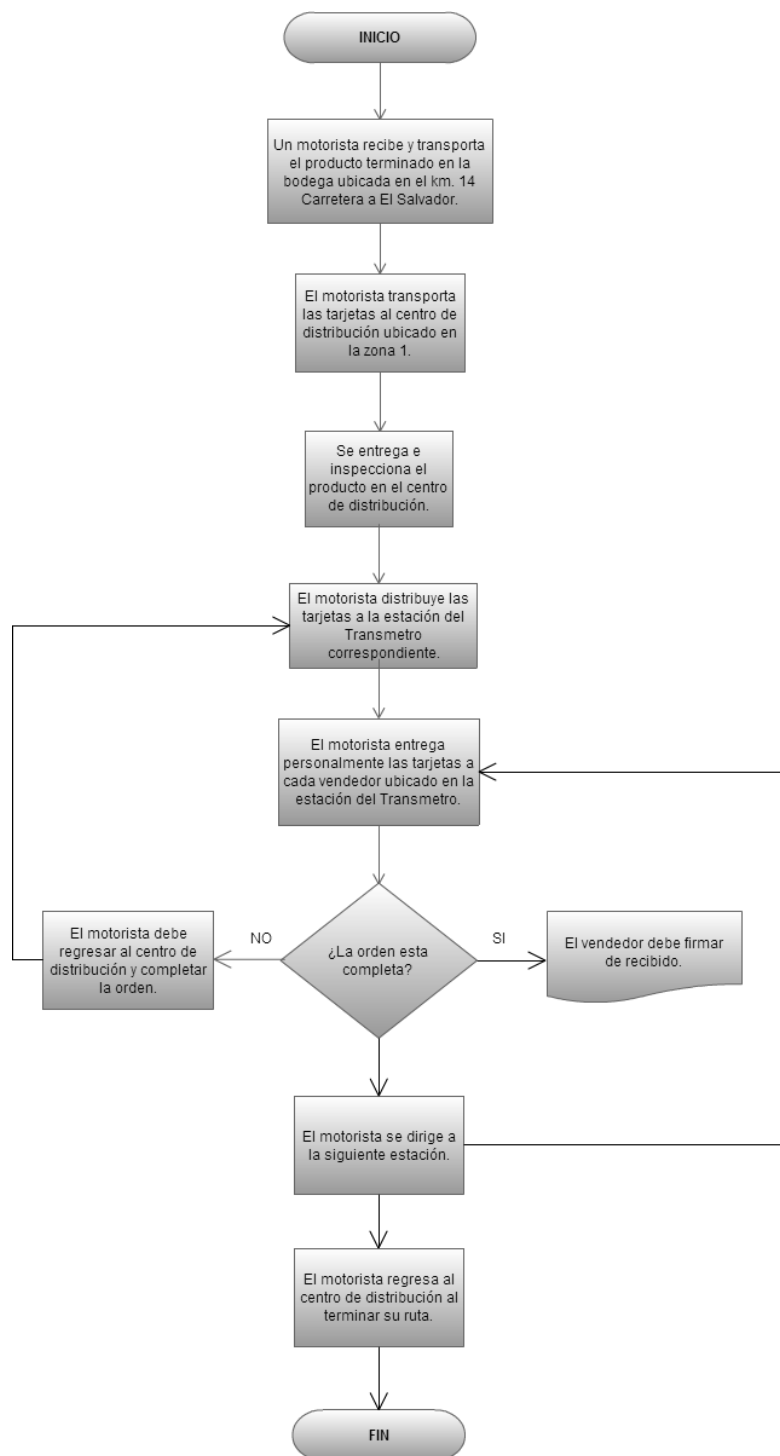 INICIO
Un motorista recibe y transporta
el producto terminado en la
bodega ubicada en el km. 14
Carretera a El Salvador.
El motorista transporta
las tarjetas al centro de
distribución ubicado en
la zona 1.
Se entrega e
inspecciona el
producto en el centro
de distribución.
El motorista distribuye las
tarjetas a la estación del
Transmetro
correspondiente.
El motorista entrega
personalmente las tarjetas a
cada vendedor ubicado en la
estación del Transmetro.
¿La orden esta
completa?
NO
El motorista debe
regresar al centro de
distribución y completar
la orden.
SI
El vendedor debe firmar
de recibido.
El motorista se dirige a
la siguiente estación.
El motorista regresa al
centro de distribución al
terminar su ruta.
FIN